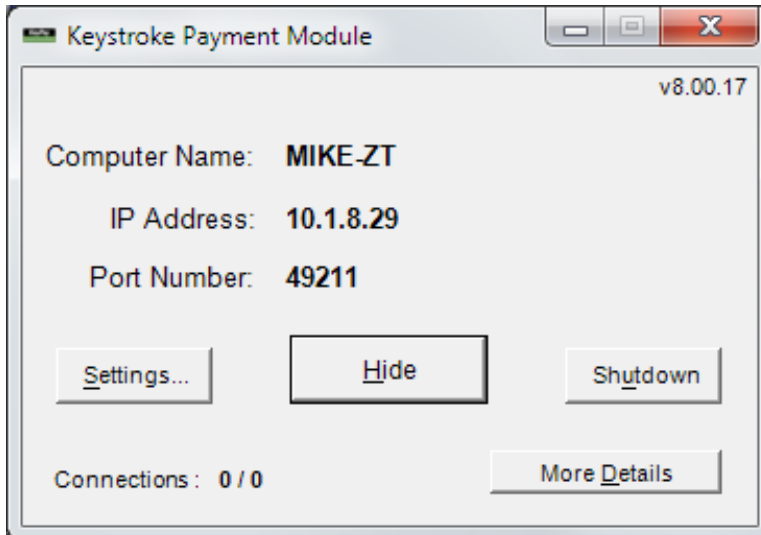 Keystroke Payment Module
v8.00.17
Computer Name: MIKE-ZT
IP Address: 10.1.8.29
Port Number: 49211
Settings... Hide Shutdown
Connections : 0 / 0 More Details